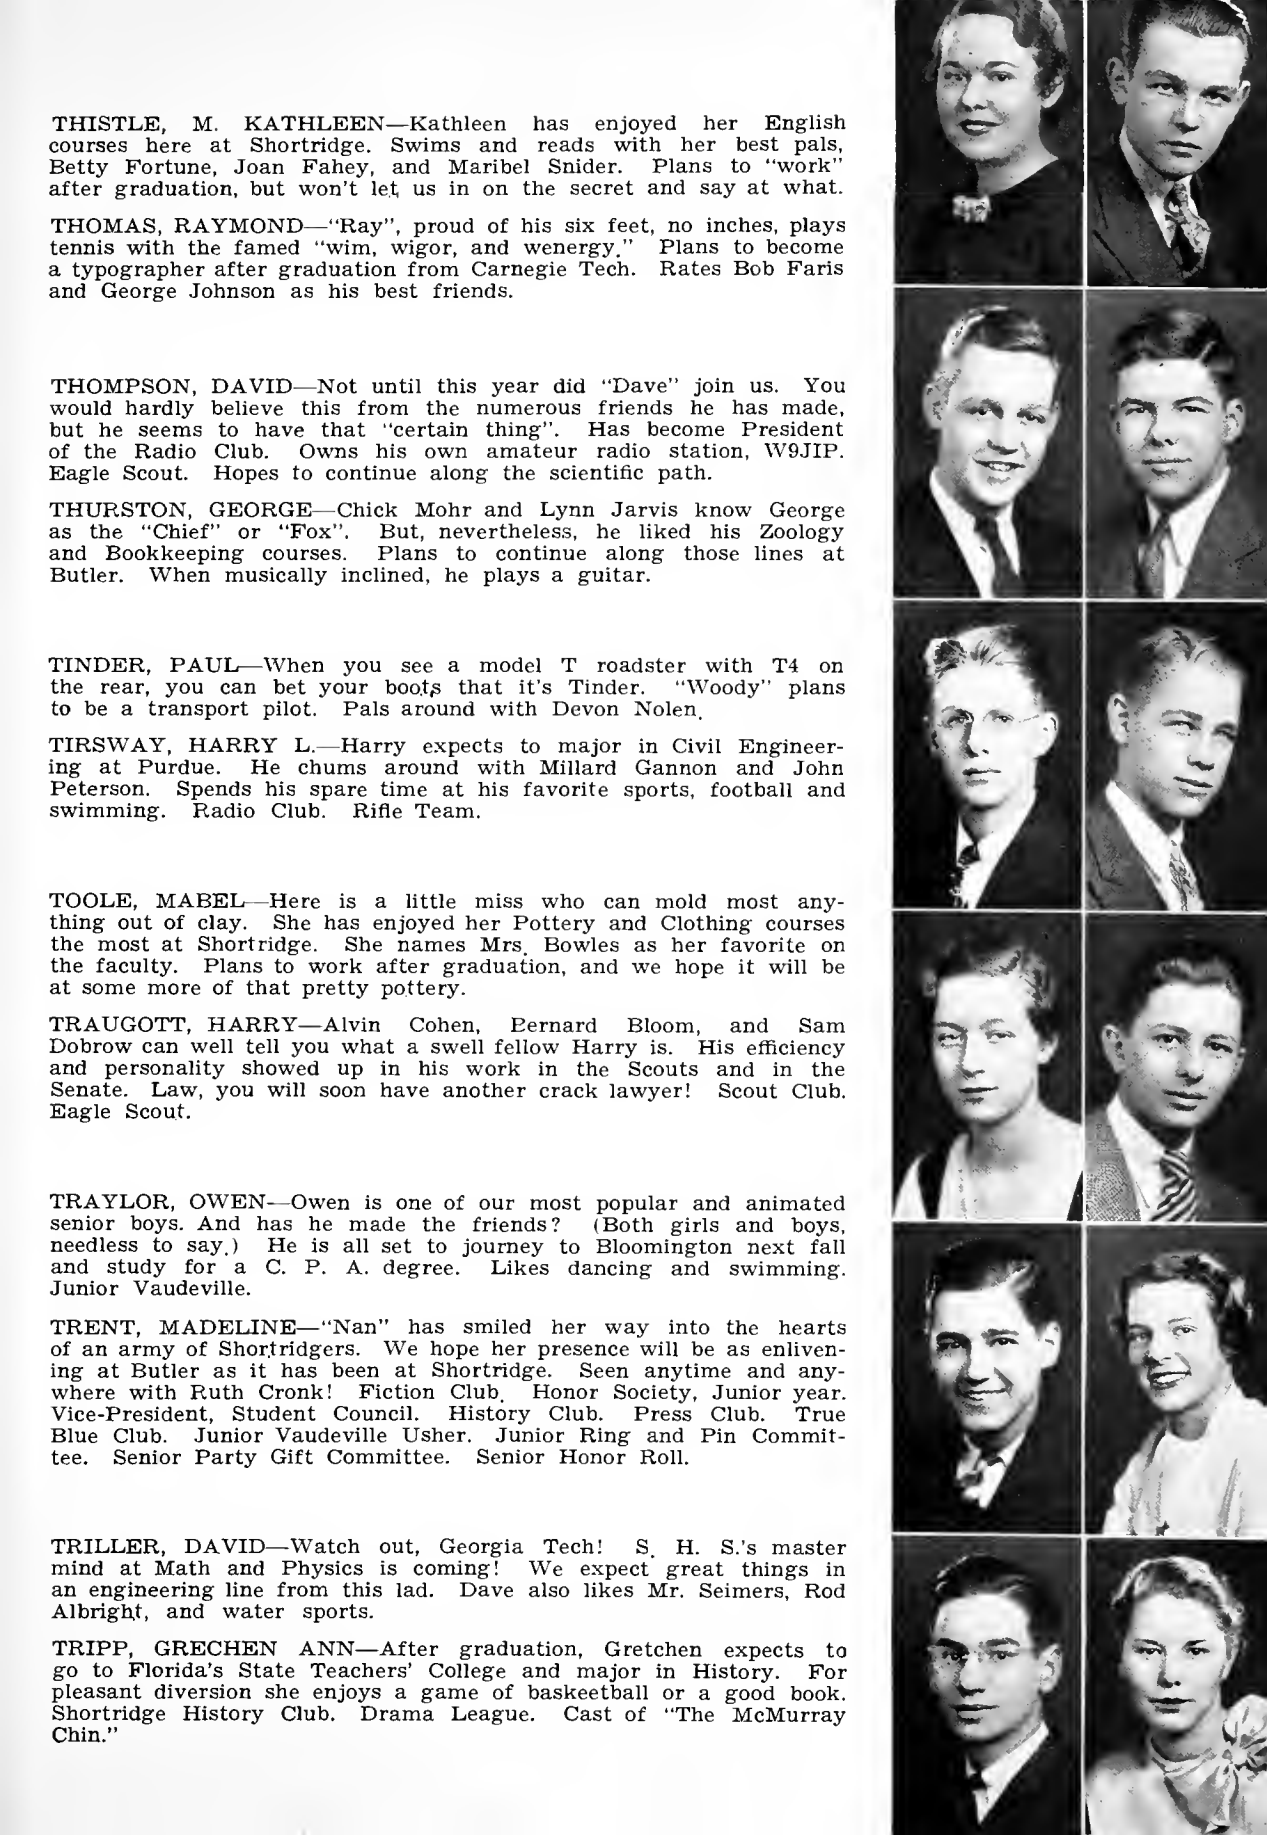 THISTLE, M. KATHLEEN—Kathleen has enjoyed her English
courses here at Shortridge. Swims and reads with her best pals,
Betty Fortune, Joan Fahey, and Maribel Snider. Plans to "work"
after graduation, but won't let us in on the secret and say at what.
THOMAS, RAYMOND—"Ray", proud of his six feet, no inches, plays
tennis with the famed "wim, wigor, and wenergy." Plans to become
a typographer after graduation from Carnegie Tech. Rates Bob Faris
and George Johnson as his best friends.
THOMPSON, DAVID—Not until this year did "Dave" join us. You
would hardly believe this from the numerous friends he has made,
but he seems to have that "certain thing". Has become President
of the Radio Club. Owns his own amateur radio station, W9JIP.
Eagle Scout. Hopes to continue along the scientific path.
THURSTON, GEORGE—Chick Mohr and Lynn Jarvis know George
as the "Chief" or "Fox". But, nevertheless, he liked his Zoology
and Bookkeeping courses. Plans to continue along those lines at
Butler. When musically inclined, he plays a guitar.
TINDER, PAUL—When you see a model T roadster with T4 on
the rear, you can bet your boots that it's Tinder. "Woody" plans
to be a transport pilot. Pals around with Devon Nolen.
TIRSWAY, HARRY L.—Harry expects to major in Civil Engineer-
ing at Purdue. He chums around with Millard Gannon and John
Peterson. Spends his spare time at his favorite sports, football and
swimming. Radio Club. Rifle Team.
TOOLE, MABEL—Here is a little miss who can mold most any-
thing out of clay. She has enjoyed her Pottery and Clothing courses
the most at Shortridge. She names Mrs. Bowles as her favorite on
the faculty. Plans to work after graduation, and we hope it will be
at some more of that pretty pottery.
TRAUGOTT, HARRY—Alvin Cohen, Bernard Bloom, and Sam
Dobrow can well tell you what a swell fellow Harry is. His efficiency
and personality showed up in his work in the Scouts and in the
Senate. Law, you will soon have another crack lawyer! Scout Club.
Eagle Scout.
TRAYLOR, OWEN—Owen is one of our most popular and animated
senior boys. And has he made the friends? (Both girls and boys,
needless to say.) He is all set to journey to Bloomington next fall
and study for a C. P. A. degree. Likes dancing and swimming.
Junior Vaudeville.
TRENT, MADELINE—"Nan" has smiled her way into the hearts
of an army of Shortridgers. We hope her presence will be as enliven-
ing at Butler as it has been at Shortridge. Seen anytime and any-
where with Ruth Cronk! Fiction Club. Honor Society, Junior year.
Vice-President, Student Council. History Club. Press Club. True
Blue Club. Junior Vaudeville Usher. Junior Ring and Pin Commit-
tee. Senior Party Gift Committee. Senior Honor Roll.
TRILLER, DAVID—Watch out, Georgia Tech! S. H. S.'s master
mind at Math and Physics is coming! We expect great things in
an engineering line from this lad. Dave also likes Mr. Seimers, Rod
Albright, and water sports.
TRIPP, GRECHEN ANN—After graduation, Gretchen expects to
go to Florida's State Teachers' College and major in History. For
pleasant diversion she enjoys a game of baskeetball or a good book.
Shortridge History Club. Drama League. Cast of "The McMurray
Chin."